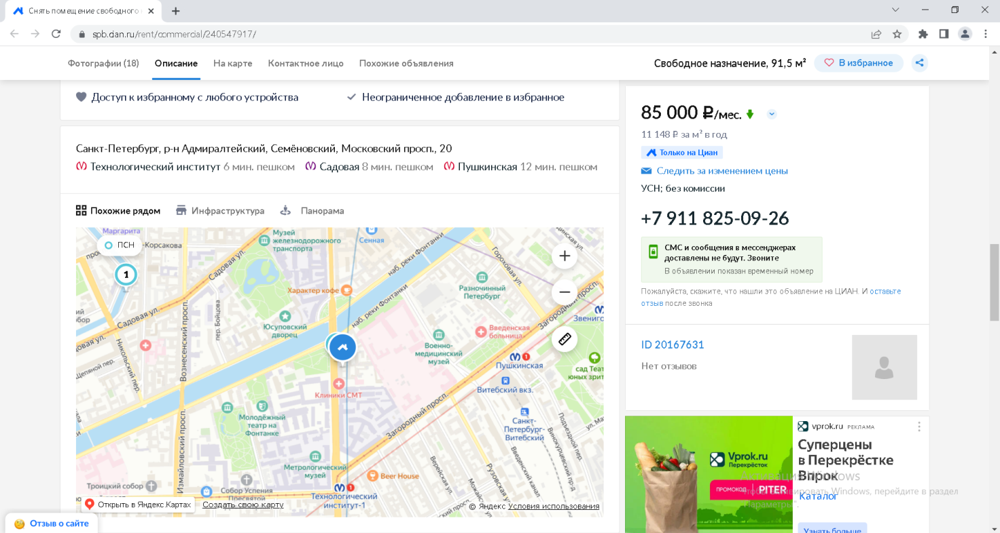 Снять помещение свободного
spb.cian.ru/rent/commercial/240547917/
Фотографии (18)
Описание
На карте
Контактное лицо
Похожие объявления
Свободное назначение, 91,5 м²
В избранное
Доступ к избранному с любого устройства
Неограниченное добавление в избранное
Санкт-Петербург, р-н Адмиралтейский, Семёновский, Московский просп., 20
Технологический институт 6 мин. пешком
Садовая 8 мин. пешком
Пушкинская 12 мин. пешком
Похожие рядом
Инфраструктура
Панорама
Маргарита
-Корсакова
ПСН
1
Музей
железнодорожного
транспорта
Сенная
Садовая ул.
наб. реки Фонтанки
Гороховая ул.
Характер кофе
Разночинный
Петербург
Загородный просп.
Звениго
Садовая ул.
Вознесенский просп.
пер. Бойцова
Юсуповский
дворец
наб. реки Фонтанки
Введенская
больница
Никольский пер.
Военно-
медицинский
музей
1
Пушкинская
сад Теат
юных зрит
Витебский вкз.
Клиники СМТ
Молодёжный
театр на
Фонтанке
Загородный просп.
Санкт-
Петербург-
Витебский
Подъездной пер.
Винокурцевский пр-д
Введенский канал
Рузовская ул.
Верейская ул.
Можай
Измайловский просп.
Метрологический
музей
Beer House
Троицкий собор
Собор Успения
Пресвятой
1
Технологический
институт-1
Открыть в Яндекс.Картах
Создать свою карту
© Яндекс Условия использования
Отзыв о сайте
85 000 ₽/мес.
11 148 ₽ за м² в год
Только на Циан
Следить за изменением цены
УСН; без комиссии
+7 911 825-09-26
СМС и сообщения в мессенджерах
доставлены не будут. Звоните
В объявлении показан временный номер
Пожалуйста, скажите, что нашли это объявление на ЦИАН. И оставьте
отзыв после звонка
ID 20167631
Нет отзывов
Vprok.ru
Перекрёсток
ПРОМОКОД
PITER
vprok.ru РЕКЛАМА
Суперцены
в Перекрёстке
Впрок
Каталог
Узнать больше
Активация Windows
Чтобы активировать Windows, перейдите в раздел
"Параметры".